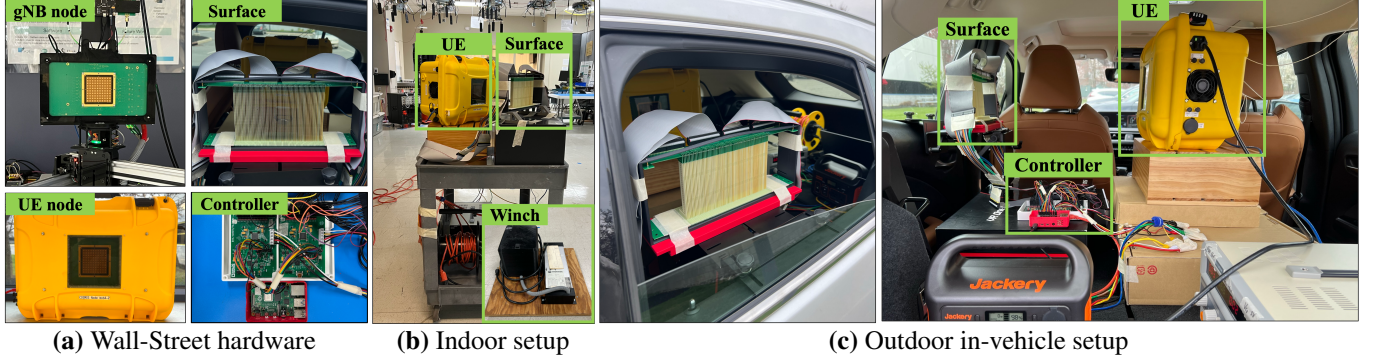 gNB node
Surface
UE
Surface
Surface
UE
Controller
UE node
Controller
Winch
Jackery
Jackery
(a) Wall-Street hardware
(b) Indoor setup
(c) Outdoor in-vehicle setup